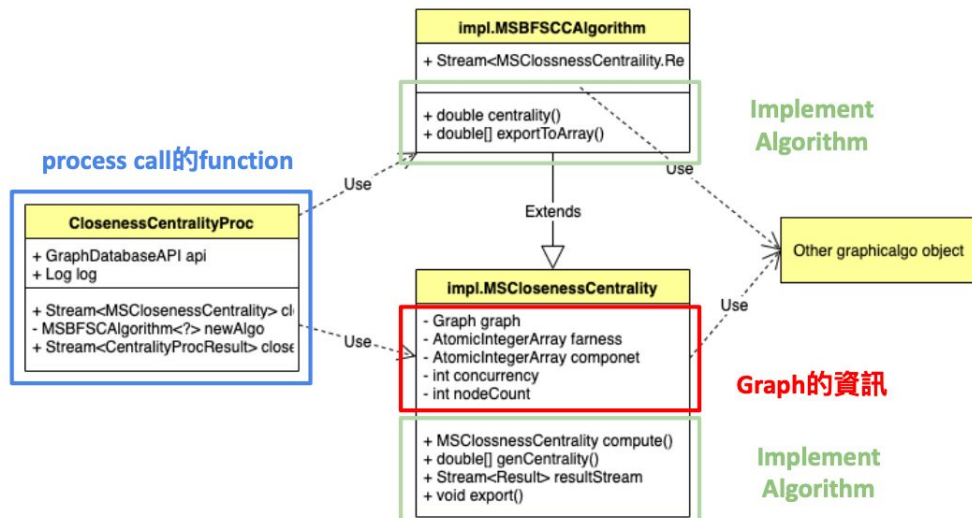 impl.MSBFSCCAlgorithm
+ Stream<MSClossnessCentraility.Re
+ double centrality()
+ double[] exportToArray()
Implement
Algorithm
process call的function
Use
Use
ClosenessCentralityProc
+ GraphDatabaseAPI api
+ Log log
+ Stream<MSClosenessCentrality> cl
- MSBFSCAlgorithm<?> newAlgo
+ Stream<CentralityProcResult> close
Extends
Other graphicalgo object
Use
Use
impl.MSClosenessCentrality
- Graph graph
- AtomicIntegerArray farness
- AtomicIntegerArray componet
- int concurrency
- int nodeCount
Graph的資訊
+ MSClossnessCentrality compute()
+ double[] genCentrality()
+ Stream<Result> resultStream
+ void export()
Implement
Algorithm